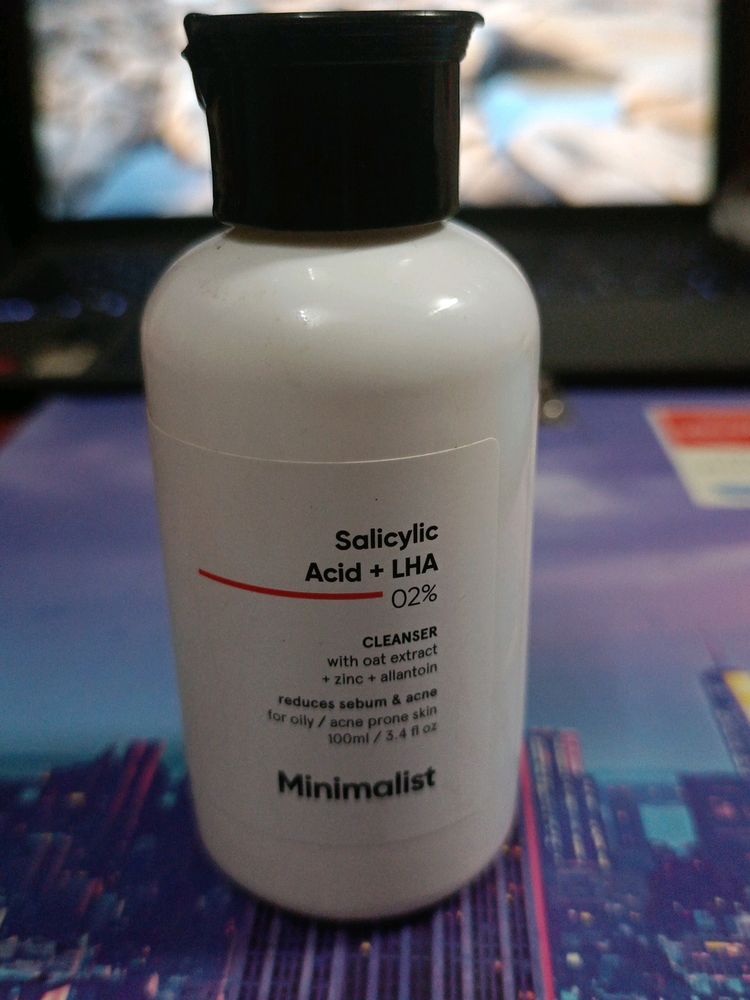 Salicylic
Acid + LHA
02%
CLEANSER
with oat extract
+ zinc + allantoin
reduces sebum & acne
for oily / acne prone skin
100ml / 3.4 fl oz
Minimalist